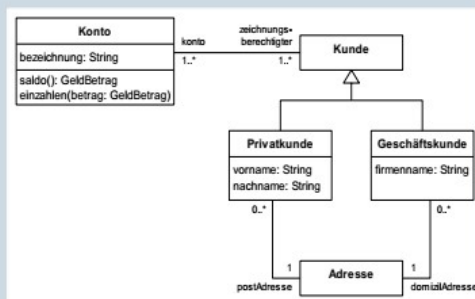 Konto
bezeichnung: String
saldo(): GeldBetrag
einzahlen(betrag: GeldBetrag)
konto
1..*
zeichnungs-
berechtigter
1..*
Kunde
Privatkunde
vorname: String
nachname: String
Geschäftskunde
firmenname: String
0..*
0..*
1
postAdresse
Adresse
1
domizilAdresse